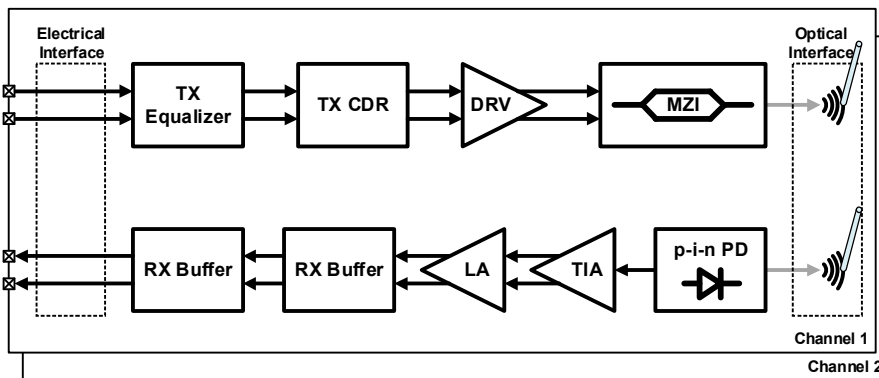 Electrical
Interface
Optical
Interface
TX
Equalizer
TX CDR
DRV
MZI
RX Buffer
RX Buffer
LA
TIA
p-i-n PD
Channel 1
Channel 2